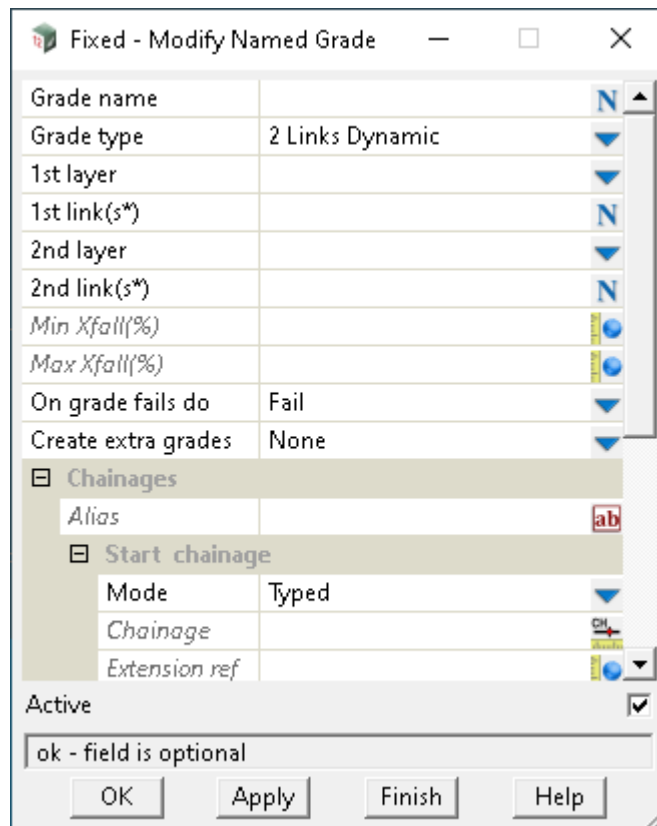 Fixed - Modify Named Grade
Grade name N
Grade type 2 Links Dynamic
1st layer
1st link(s*) N
2nd layer
2nd link(s*) N
Min Xfall(%)
Max Xfall(%)
On grade fails do Fail
Create extra grades None
Chainages
Alias ab
Start chainage
Mode Typed
Chainage CH
Extension ref
Active
ok - field is optional
OK Apply Finish Help